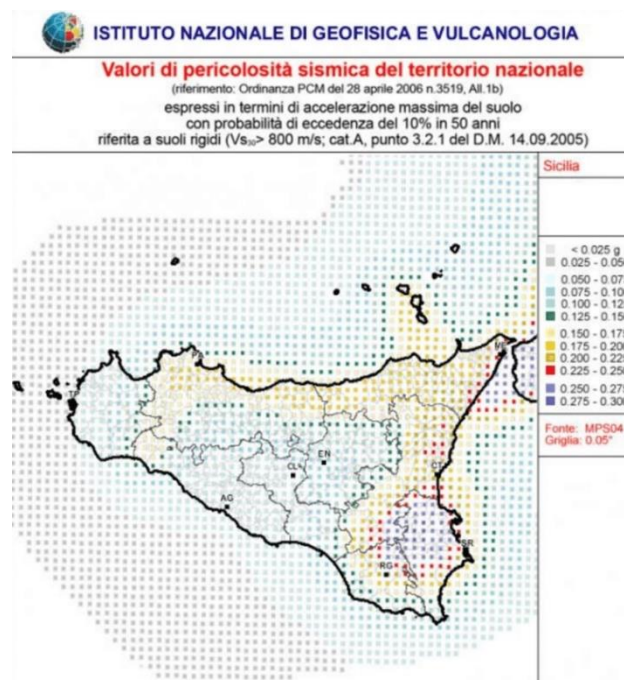 ISTITUTO NAZIONALE DI GEOFISICA E VULCANOLOGIA
Valori di pericolosità sismica del territorio nazionale
(riferimento: Ordinanza PCM del 28 aprile 2006 n.3519, All.1b)
espressi in termini di accelerazione massima del suolo
con probabilità di eccedenza del 10% in 50 anni
riferita a suoli rigidi (Vs₃₀> 800 m/s; cat.A, punto 3.2.1 del D.M. 14.09.2005)
Sicilia
< 0.025 g
0.025 - 0.05
0.050 - 0.07
0.075 - 0.10
0.100 - 0.12
0.125 - 0.15
0.150 - 0.175
0.175 - 0.200
0.200 - 0.225
0.225 - 0.250
0.250 - 0.275
0.275 - 0.300
Fonte: MPS04
Griglia: 0.05°
ME
PA
TP
EN
CL
CT
AG
SR
RG